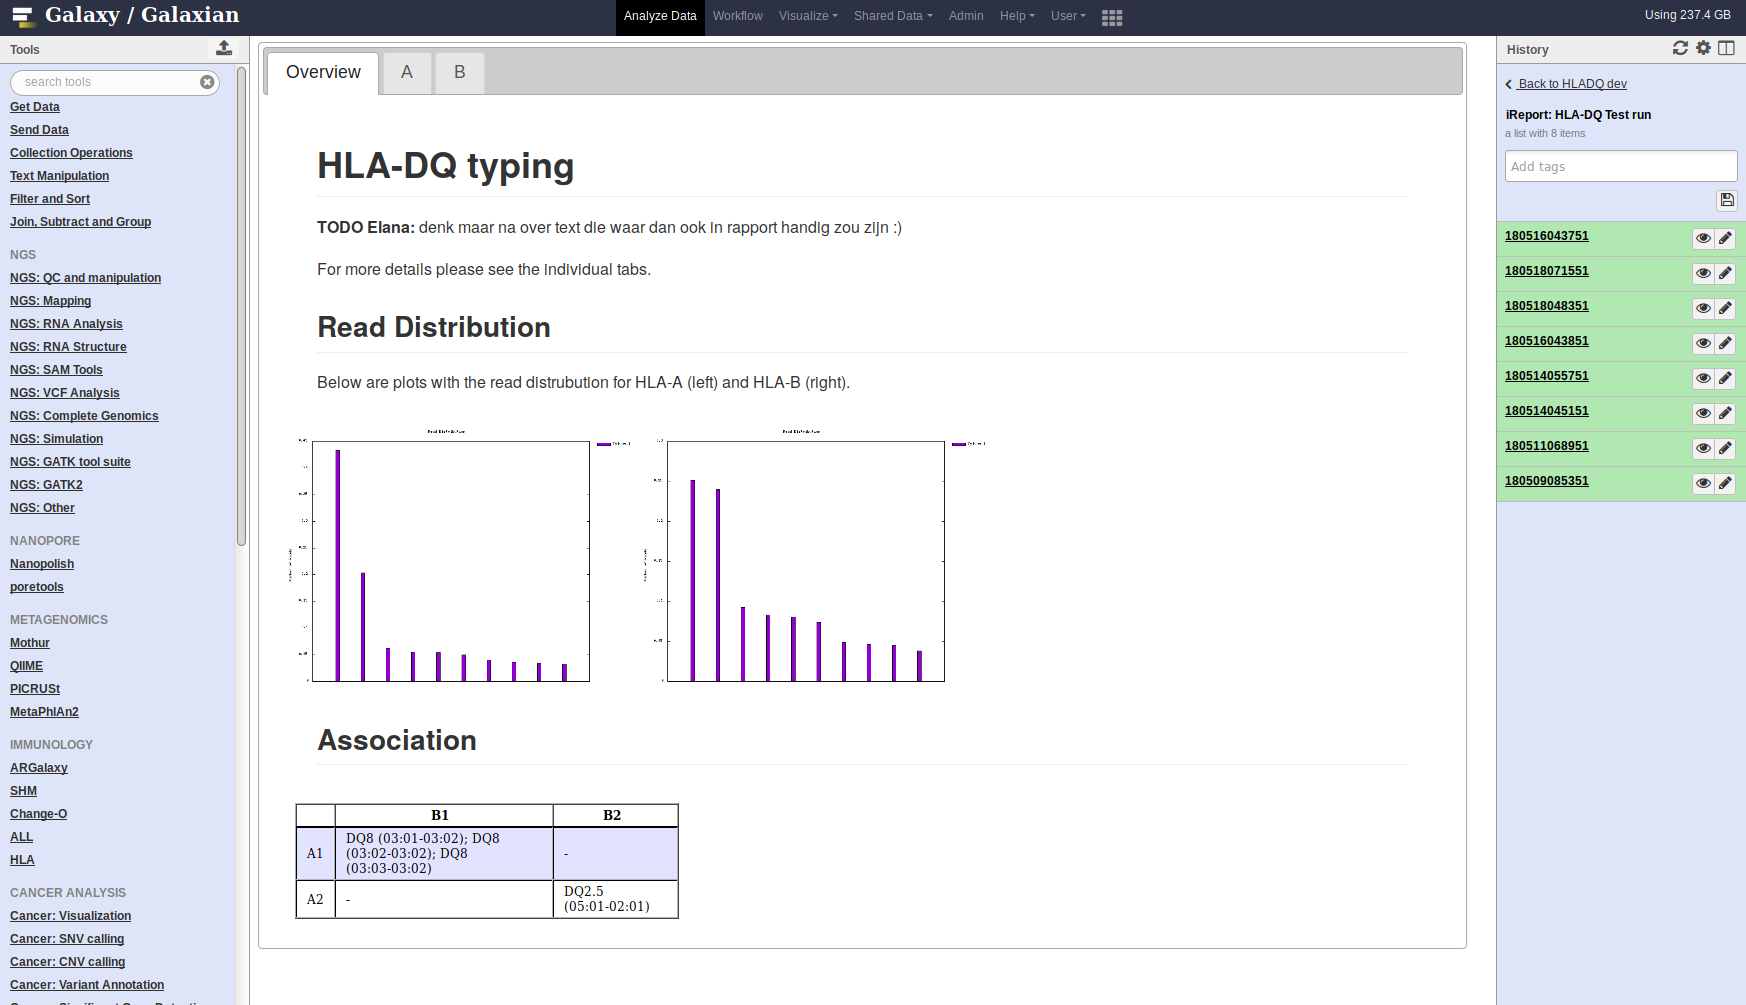 Galaxy / Galaxian
Analyze Data
Workflow
Visualize
Shared Data
Admin
Help
User
Using 237.4 GB
Tools
search tools
Get Data
Send Data
Collection Operations
Text Manipulation
Filter and Sort
Join, Subtract and Group
NGS
NGS: QC and manipulation
NGS: Mapping
NGS: RNA Analysis
NGS: RNA Structure
NGS: SAM Tools
NGS: VCF Analysis
NGS: Complete Genomics
NGS: Simulation
NGS: GATK tool suite
NGS: GATK2
NGS: Other
NANOPORE
Nanopolish
poretools
METAGENOMICS
Mothur
QIIME
PICRUSt
MetaPhlAn2
IMMUNOLOGY
ARGalaxy
SHM
Change-O
ALL
HLA
CANCER ANALYSIS
Cancer: Visualization
Cancer: SNV calling
Cancer: CNV calling
Cancer: Variant Annotation
Overview
A
B
HLA-DQ typing
TODO Elana: denk maar na over text die waar dan ook in rapport handig zou zijn :)
For more details please see the individual tabs.
Read Distribution
Below are plots with the read distrubution for HLA-A (left) and HLA-B (right).
Read Distribution
Read Distribution
Association
B1
B2
A1
DQ8 (03:01-03:02); DQ8
(03:02-03:02); DQ8
(03:03-03:02)
-
A2
-
DQ2.5
(05:01-02:01)
History
Back to HLADQ dev
iReport: HLA-DQ Test run
a list with 8 items
Add tags
180516043751
180518071551
180518048351
180516043851
180514055751
180514045151
180511068951
180509085351